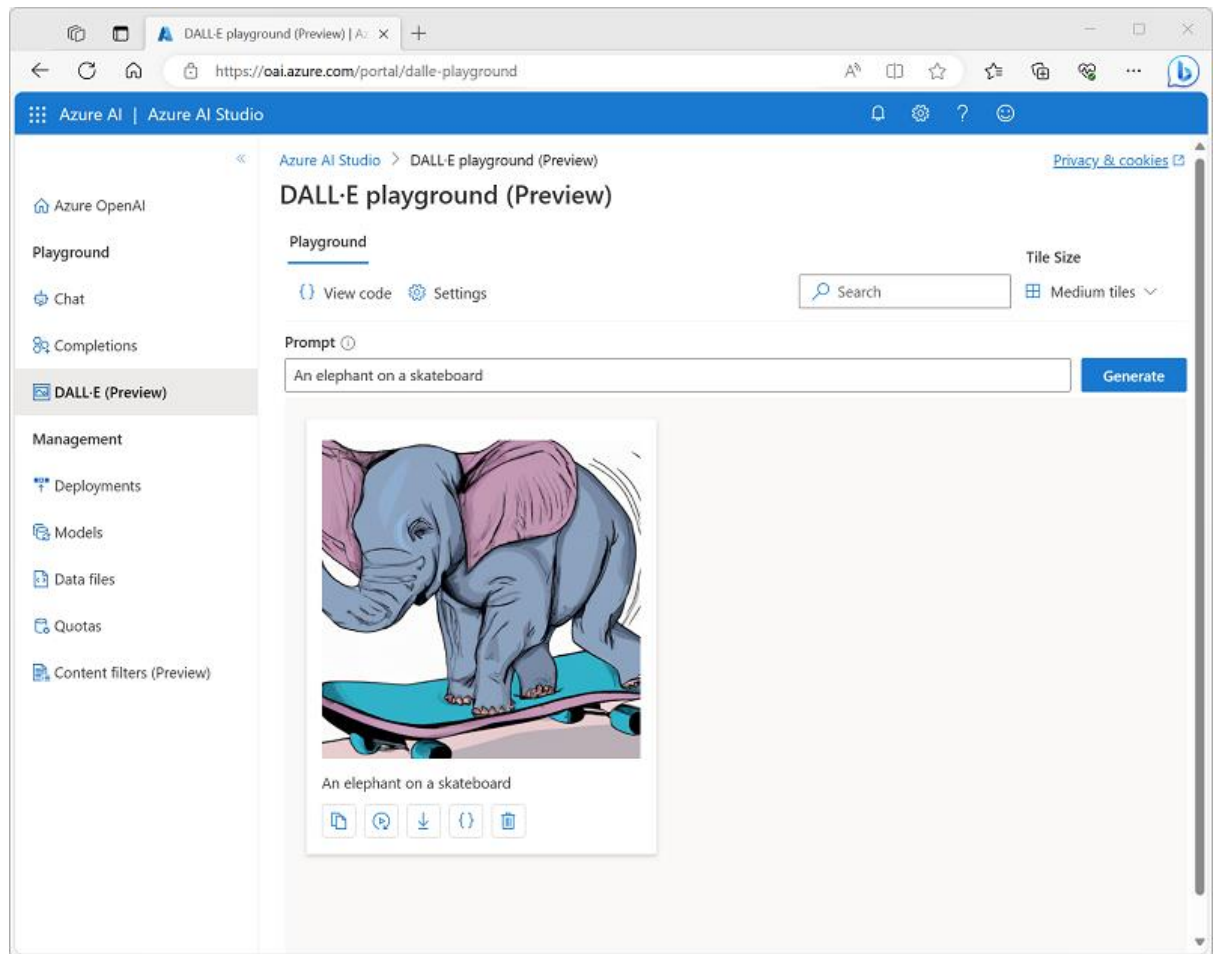 DALL·E playground (Preview) | Az
https://oai.azure.com/portal/dalle-playground
Azure AI | Azure AI Studio
Azure OpenAI
Playground
Chat
Completions
DALL·E (Preview)
Management
Deployments
Models
Data files
Quotas
Content filters (Preview)
Azure AI Studio > DALL·E playground (Preview)
Privacy & cookies
DALL·E playground (Preview)
Playground
Tile Size
{} View code Settings
Search
Medium tiles
Prompt
An elephant on a skateboard
Generate
An elephant on a skateboard